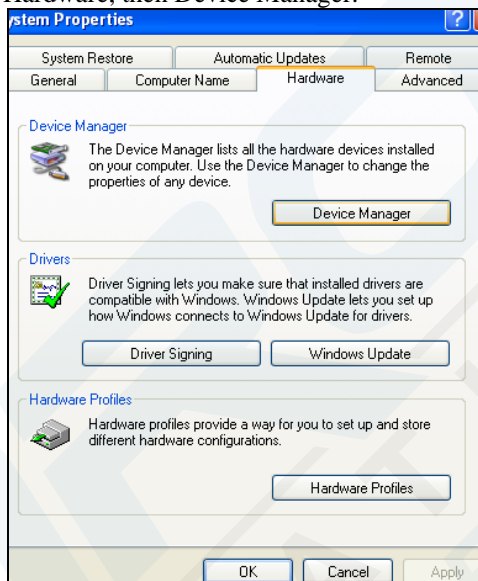 Hardware, then Device Manager.
ystem Properties
System Restore Automatic Updates Remote
General Computer Name Hardware Advanced
Device Manager
The Device Manager lists all the hardware devices installed
on your computer. Use the Device Manager to change the
properties of any device.
Device Manager
Drivers
Driver Signing lets you make sure that installed drivers are
compatible with Windows. Windows Update lets you set up
how Windows connects to Windows Update for drivers.
Driver Signing Windows Update
Hardware Profiles
Hardware profiles provide a way for you to set up and store
different hardware configurations.
Hardware Profiles
OK Cancel Apply